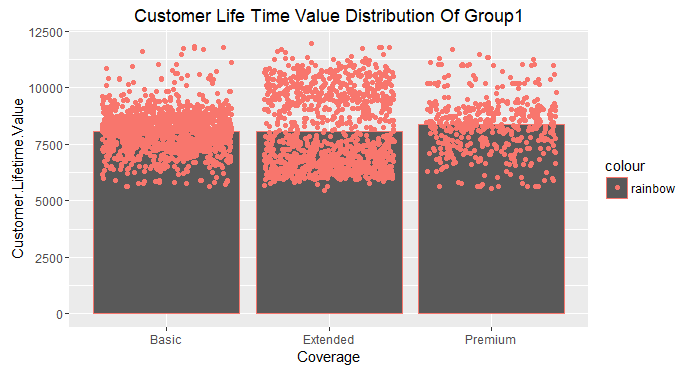 Customer Life Time Value Distribution Of Group1
12500
10000
7500
5000
2500
0
Customer.Lifetime.Value
Basic Extended Premium
Coverage
colour
rainbow